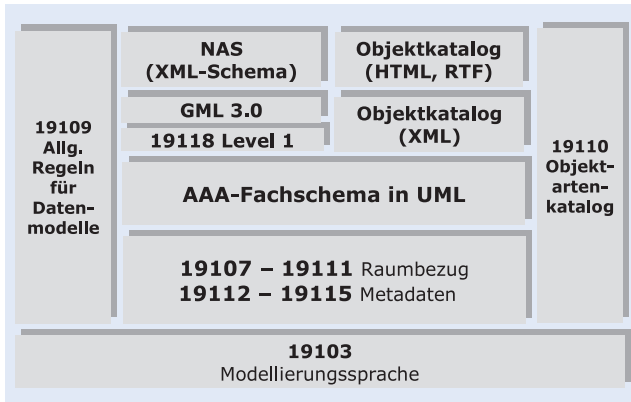 19109
Allg.
Regeln
für
Daten-
modelle
NAS
(XML-Schema)
GML 3.0
19118 Level 1
Objektkatalog
(HTML, RTF)
Objektkatalog
(XML)
AAA-Fachschema in UML
19107 – 19111 Raumbezug
19112 – 19115 Metadaten
19110
Objekt-
arten-
katalog
19103
Modellierungssprache